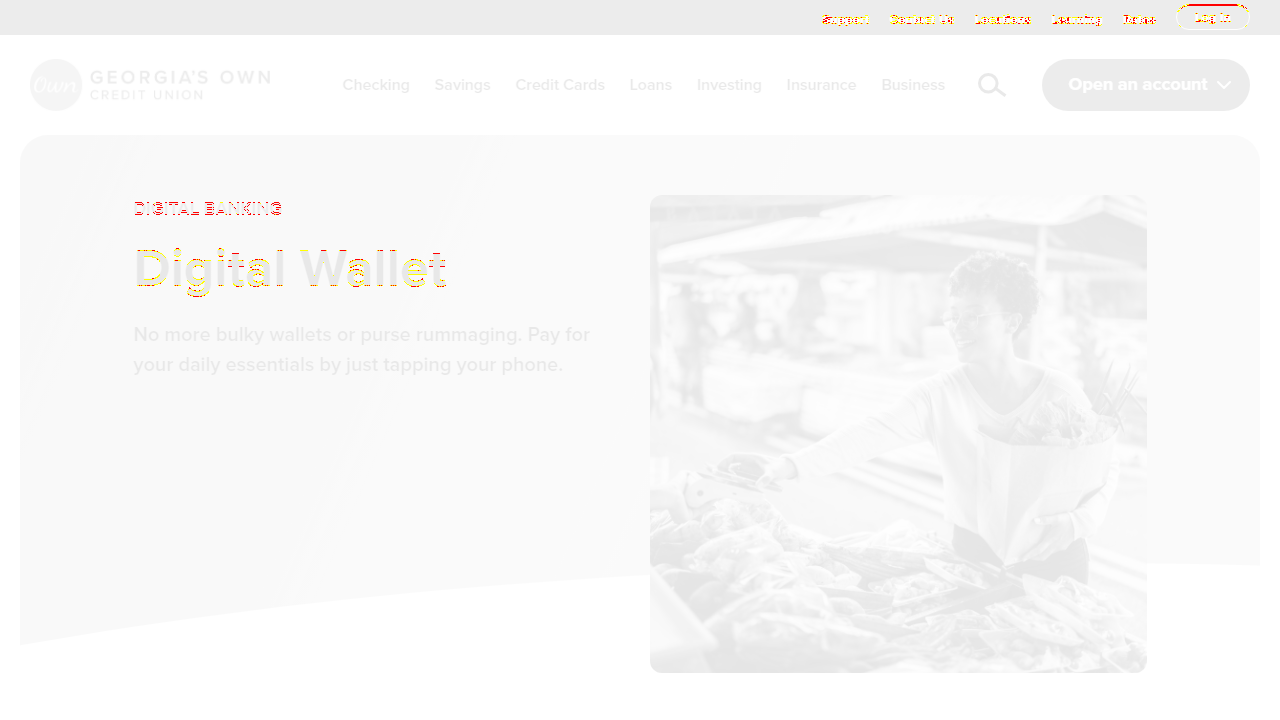 Support Contact Us Locations Learning News Log In
Own GEORGIA'S OWN
CREDIT UNION
Checking Savings Credit Cards Loans Investing Insurance Business Open an account
DIGITAL BANKING
Digital Wallet
No more bulky wallets or purse rummaging. Pay for
your daily essentials by just tapping your phone.